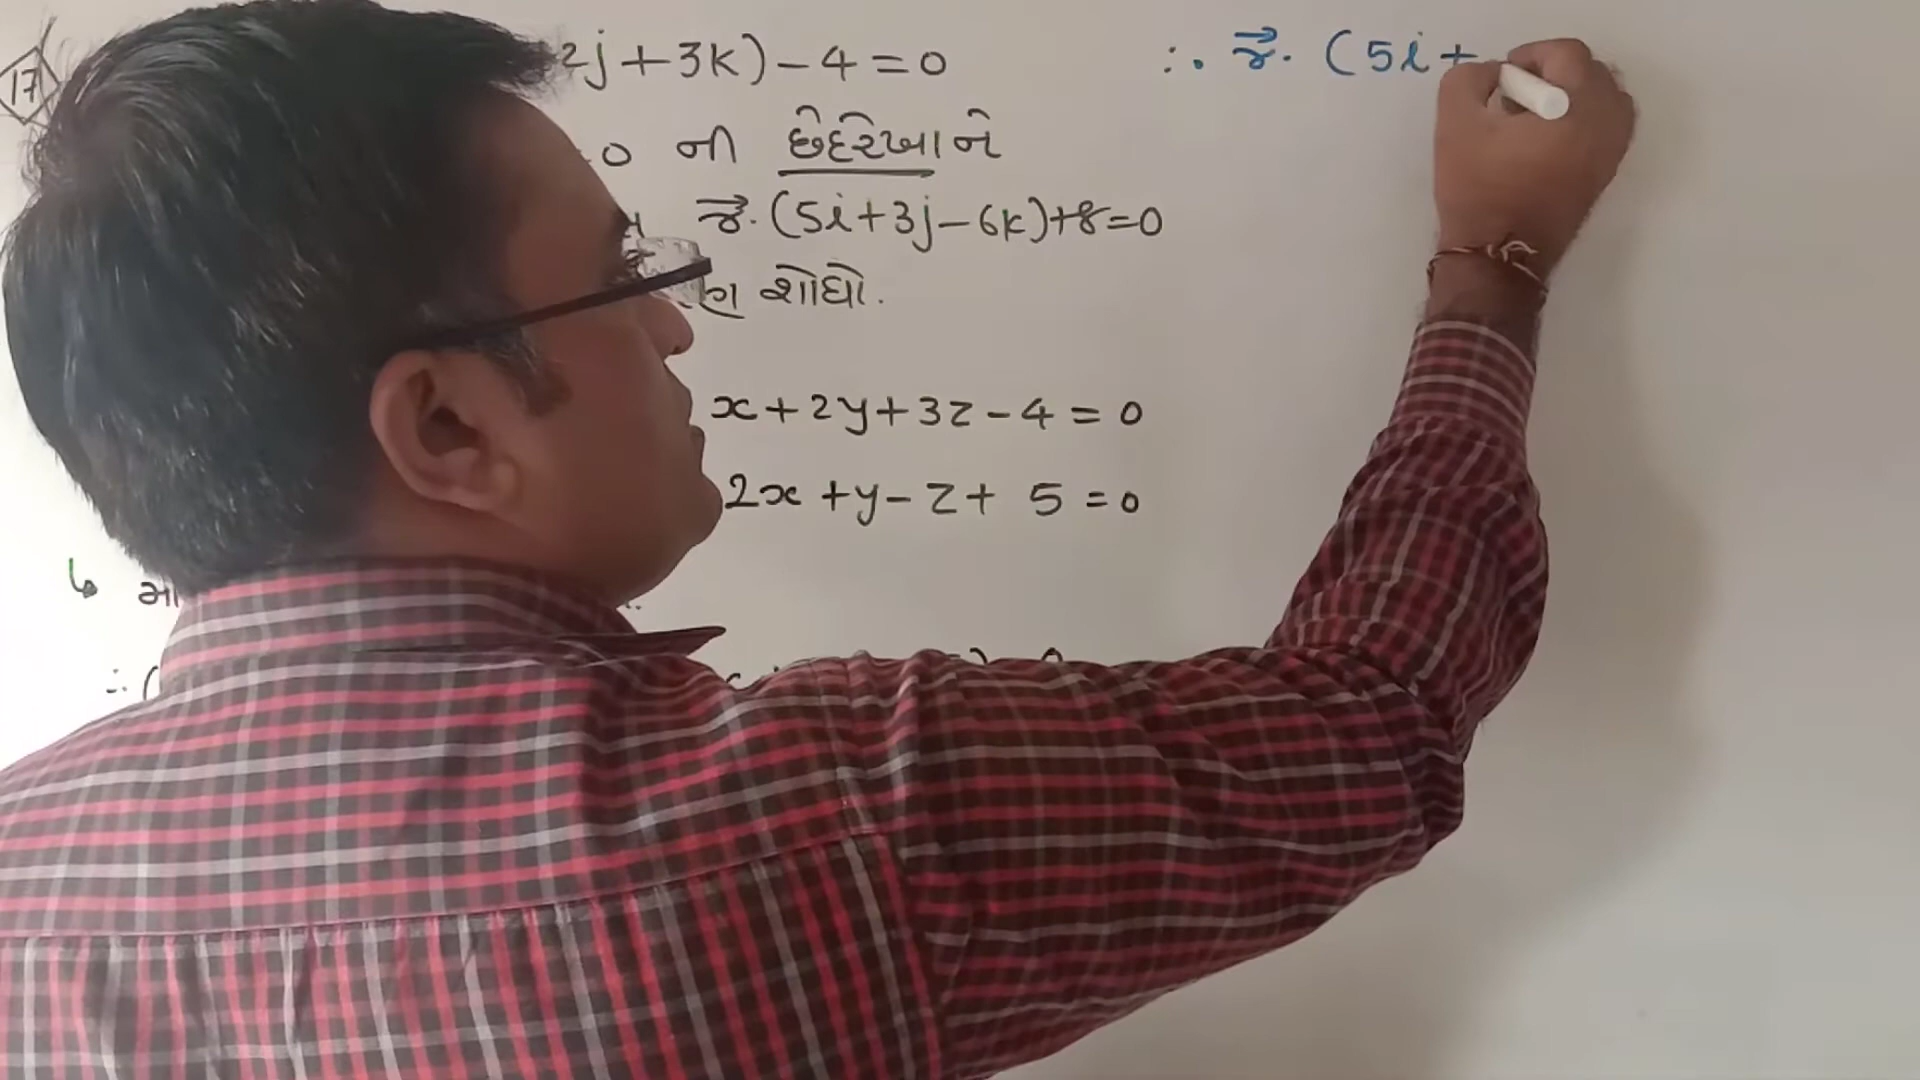 17
2j + 3k) - 4 = 0
0 ની છેદરેખાને
r⃗. (5i + 3j - 6k) + 8 = 0
શોધો.
x + 2y + 3z - 4 = 0
2x + y - z + 5 = 0
∴ (
∴ r⃗. (5i +